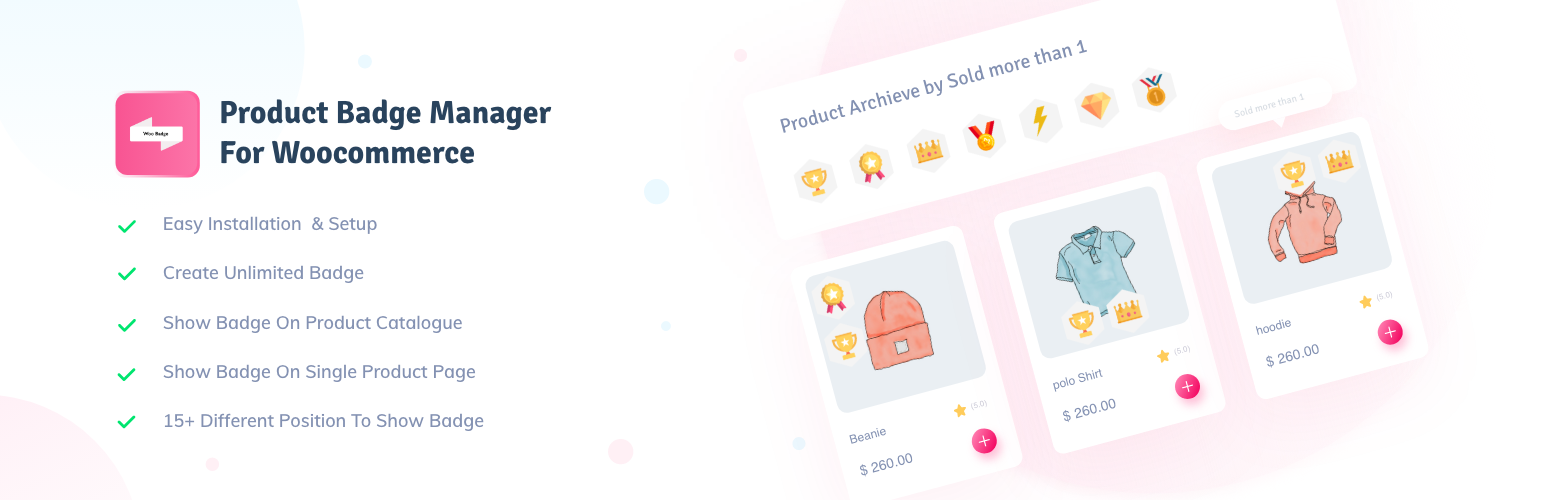 Woo Badge
Product Badge Manager
For Woocommerce
Easy Installation & Setup
Create Unlimited Badge
Show Badge On Product Catalogue
Show Badge On Single Product Page
15+ Different Position To Show Badge
Product Archieve by Sold more than 1
Sold more than 1
Beanie
(5.0)
$ 260.00
polo Shirt
(5.0)
$ 260.00
hoodie
(5.0)
$ 260.00